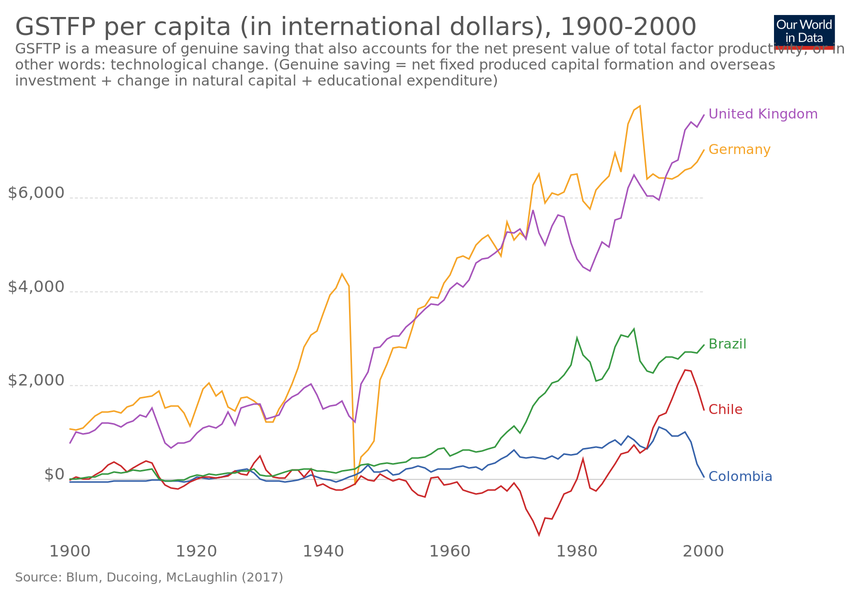 GSTFP per capita (in international dollars), 1900-2000
Our World
in Data
GSFTP is a measure of genuine saving that also accounts for the net present value of total factor productivity, or in
other words: technological change. (Genuine saving = net fixed produced capital formation and overseas
investment + change in natural capital + educational expenditure)
United Kingdom
Germany
$6,000
$4,000
Brazil
$2,000
Chile
$0
Colombia
1900
1920
1940
1960
1980
2000
Source: Blum, Ducoing, McLaughlin (2017)